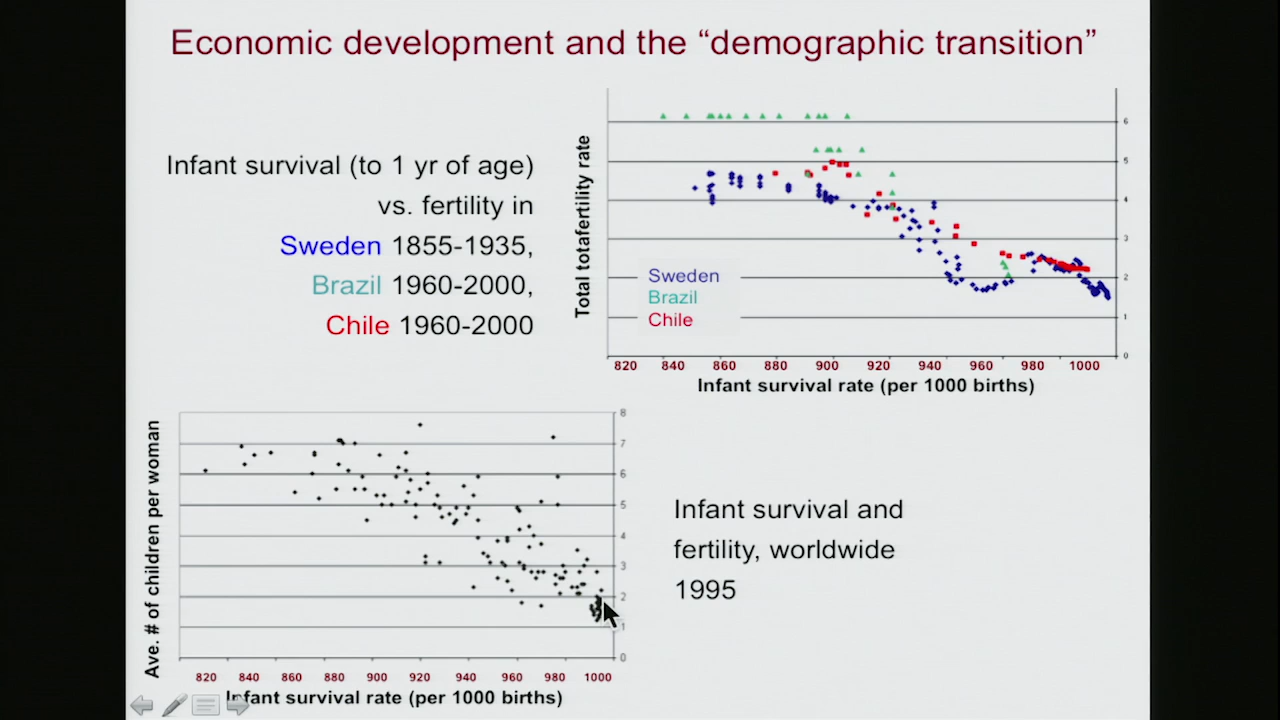 Economic development and the “demographic transition”
Infant survival (to 1 yr of age)
vs. fertility in
Sweden 1855-1935,
Brazil 1960-2000,
Chile 1960-2000
Total totafertility rate
6
5
4
3
2
1
0
Sweden
Brazil
Chile
820 840 860 880 900 920 940 960 980 1000
Infant survival rate (per 1000 births)
Ave. # of children per woman
8
7
6
5
4
3
2
1
0
820 840 860 880 900 920 940 960 980 1000
Infant survival rate (per 1000 births)
Infant survival and
fertility, worldwide
1995